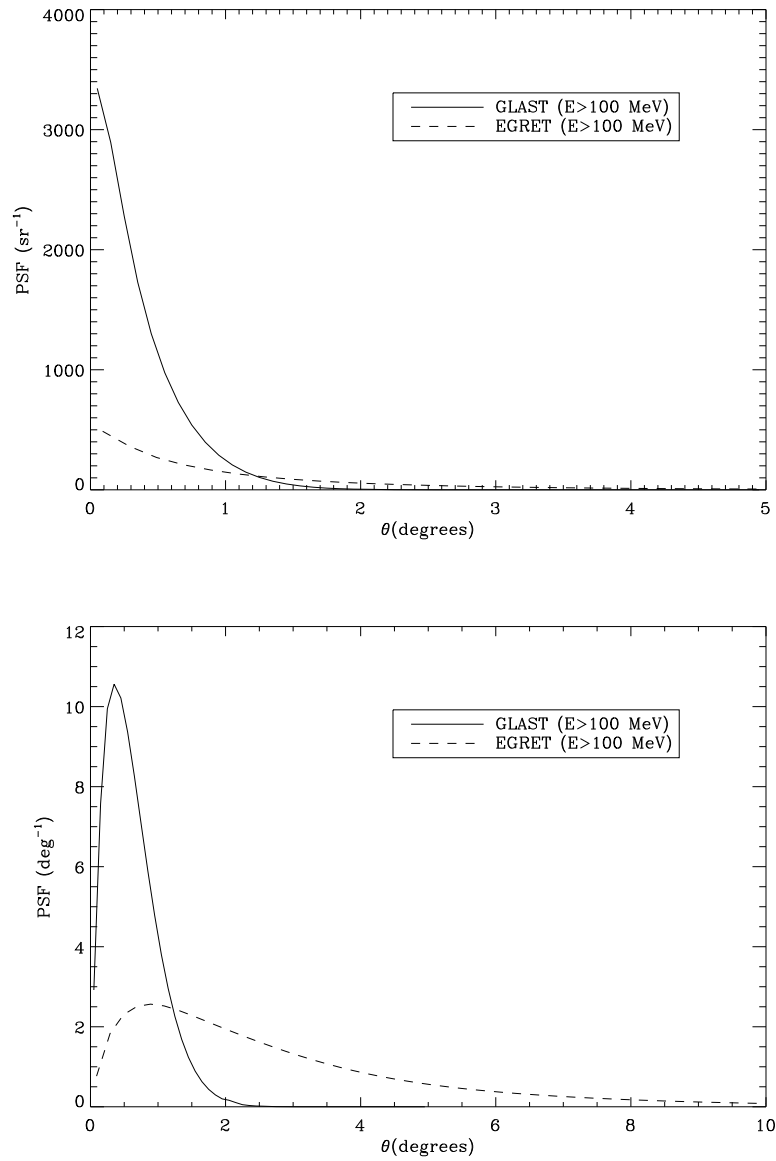 4000
3000
2000
1000
0
PSF (sr⁻¹)
GLAST (E>100 MeV)
EGRET (E>100 MeV)
0 1 2 3 4 5
θ(degrees)
12
10
8
6
4
2
0
PSF (deg⁻¹)
GLAST (E>100 MeV)
EGRET (E>100 MeV)
0 2 4 6 8 10
θ(degrees)